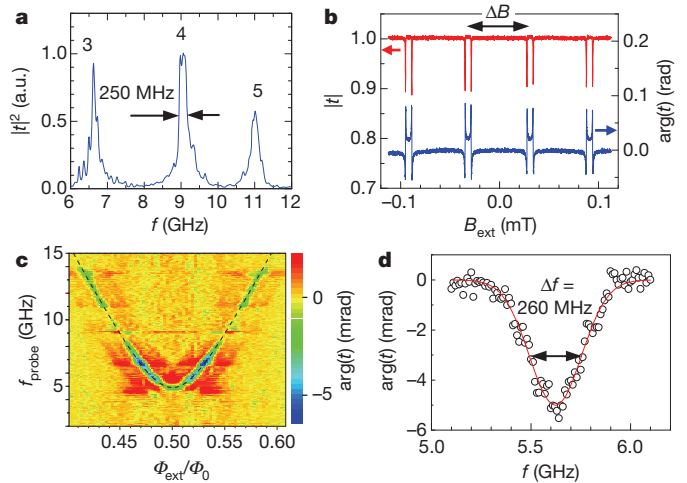 a
3
4
5
250 MHz
1.0
0.5
0.0
|t|² (a.u.)
6 7 8 9 10 11 12
f (GHz)
b
ΔB
1.0
0.9
0.8
0.7
|t|
0.2
0.1
0.0
arg(t) (rad)
−0.1 0.0 0.1
B_ext (mT)
c
15
10
5
f_probe (GHz)
0.45 0.50 0.55 0.60
Φ_ext/Φ_0
0
−5
arg(t) (mrad)
d
Δf =
260 MHz
0
−2
−4
−6
arg(t) (mrad)
5.0 5.5 6.0
f (GHz)